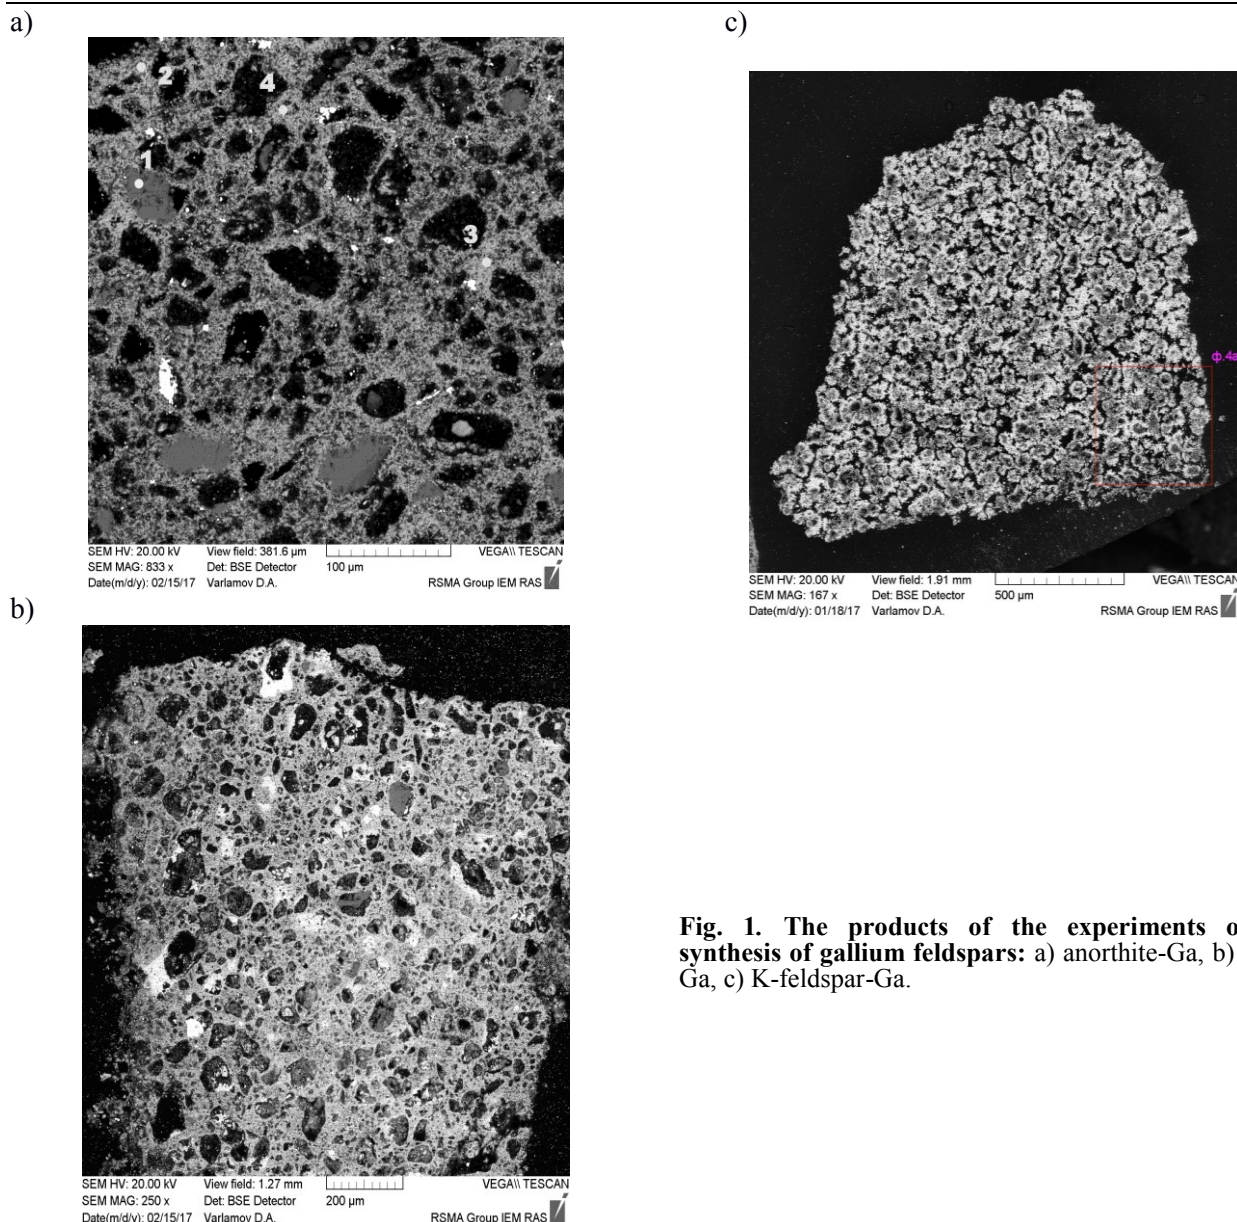 a)
2
4
1
3
SEM HV: 20.00 kV View field: 381.6 µm VEGA\\ TESCAN
SEM MAG: 833 x Det: BSE Detector 100 µm
Date(m/d/y): 02/15/17 Varlamov D.A. RSMA Group IEM RAS
b)
SEM HV: 20.00 kV View field: 1.27 mm VEGA\\ TESCAN
SEM MAG: 250 x Det: BSE Detector 200 µm
Date(m/d/y): 02/15/17 Varlamov D.A. RSMA Group IEM RAS
c)
ф.4a
SEM HV: 20.00 kV View field: 1.91 mm VEGA\\ TESCAN
SEM MAG: 167 x Det: BSE Detector 500 µm
Date(m/d/y): 01/18/17 Varlamov D.A. RSMA Group IEM RAS
Fig. 1. The products of the experiments
synthesis of gallium feldspars: a) anorthite-Ga, b)
Ga, c) K-feldspar-Ga.